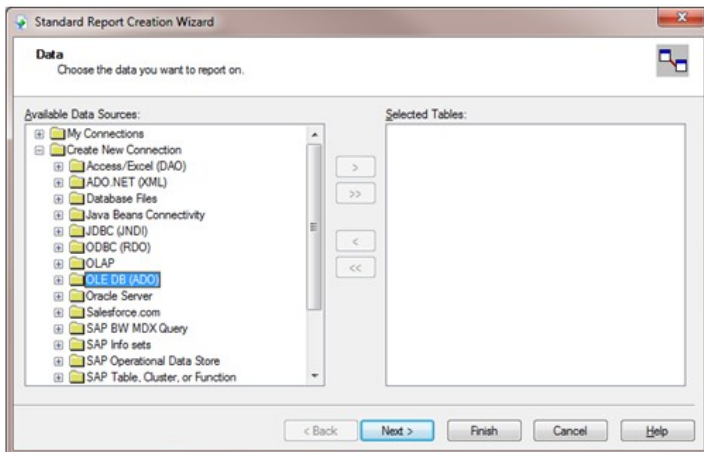 Standard Report Creation Wizard
Data
Choose the data you want to report on.
Available Data Sources:
Selected Tables:
My Connections
Create New Connection
Access/Excel (DAO)
ADO.NET (XML)
Database Files
Java Beans Connectivity
JDBC (JNDI)
ODBC (RDO)
OLAP
OLE DB (ADO)
Oracle Server
Salesforce.com
SAP BW MDX Query
SAP Info sets
SAP Operational Data Store
SAP Table, Cluster, or Function
>
>>
<
<<
< Back
Next >
Finish
Cancel
Help